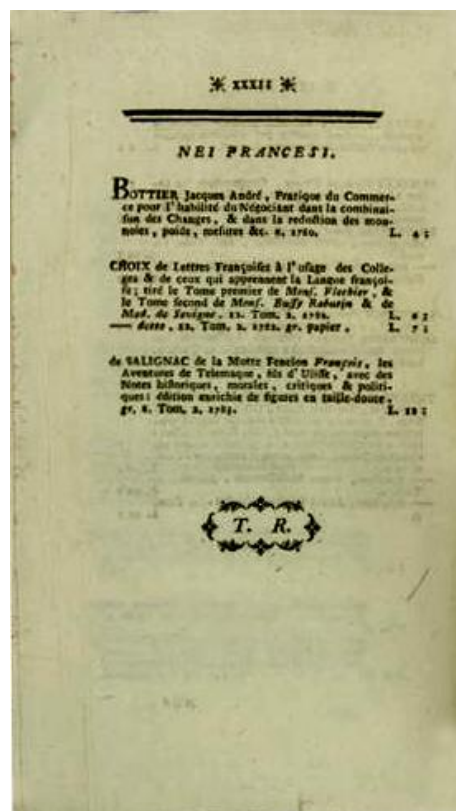 ※ XXXII ※
NEI FRANCESI.
BOTTIER Jacques André, Pratique du Commer-
ce pour l'habilité du Négociant dans la combinai-
son des Changes, & dans la reduction des mon-
noies, poids, mesures &c. 8. 1780. L. 4 :
CHOIX de Lettres Françoises à l'usage des Colle-
ges & de ceux qui apprennent la Langue françoi-
se; tiré le Tome premier de Mons. Flechier, & 
le Tome second de Mons. Bussy Rabutin & de
Mad. de Sevigne. 12. Tom. 2. 1782. L. 6 :
—— detto, 12. Tom. 2. 1782. gr. papier, L. 7 :
de SALIGNAC de la Motte Fenelon François, les
Aventures de Telemaque, fils d'Ulisse, avec des
Notes historiques, morales, critiques & politi-
ques: édition enrichie de figures en taille-douce,
gr. 8. Tom. 2. 1783. L. 12 :
T. R.